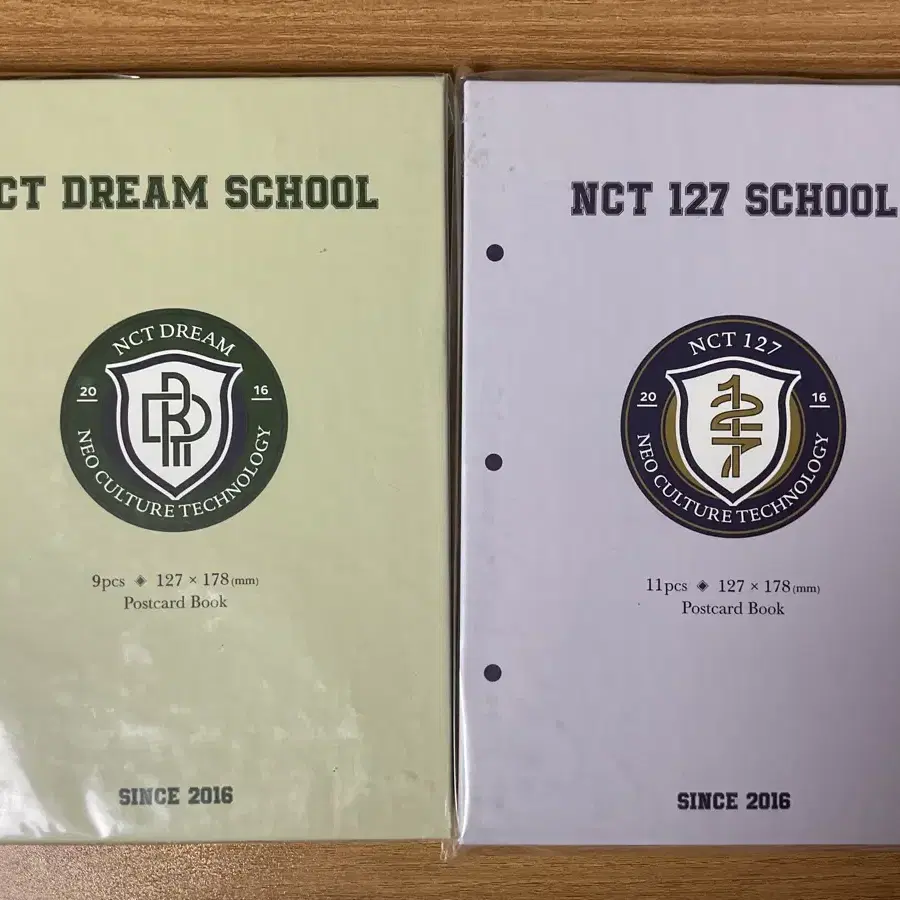 CT DREAM SCHOOL
NCT DREAM
20 16
NEO CULTURE TECHNOLOGY
9pcs ◈ 127 × 178(mm)
Postcard Book
SINCE 2016
NCT 127 SCHOOL
NCT 127
20 16
127
NEO CULTURE TECHNOLOGY
11pcs ◈ 127 × 178(mm)
Postcard Book
SINCE 2016